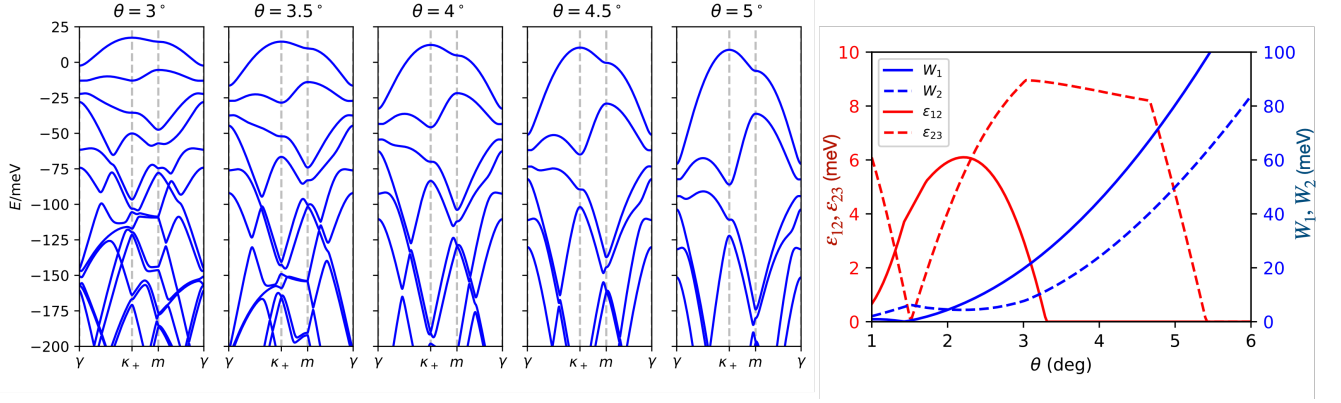 θ = 3°
θ = 3.5°
θ = 4°
θ = 4.5°
θ = 5°
E/meV
25
0
−25
−50
−75
−100
−125
−150
−175
−200
γ κ+ m γ
γ κ+ m γ
γ κ+ m γ
γ κ+ m γ
γ κ+ m γ
ε12, ε23 (meV)
10
8
6
4
2
0
W1
W2
ε12
ε23
100
80
60
40
20
0
W1, W2 (meV)
1 2 3 4 5 6
θ (deg)